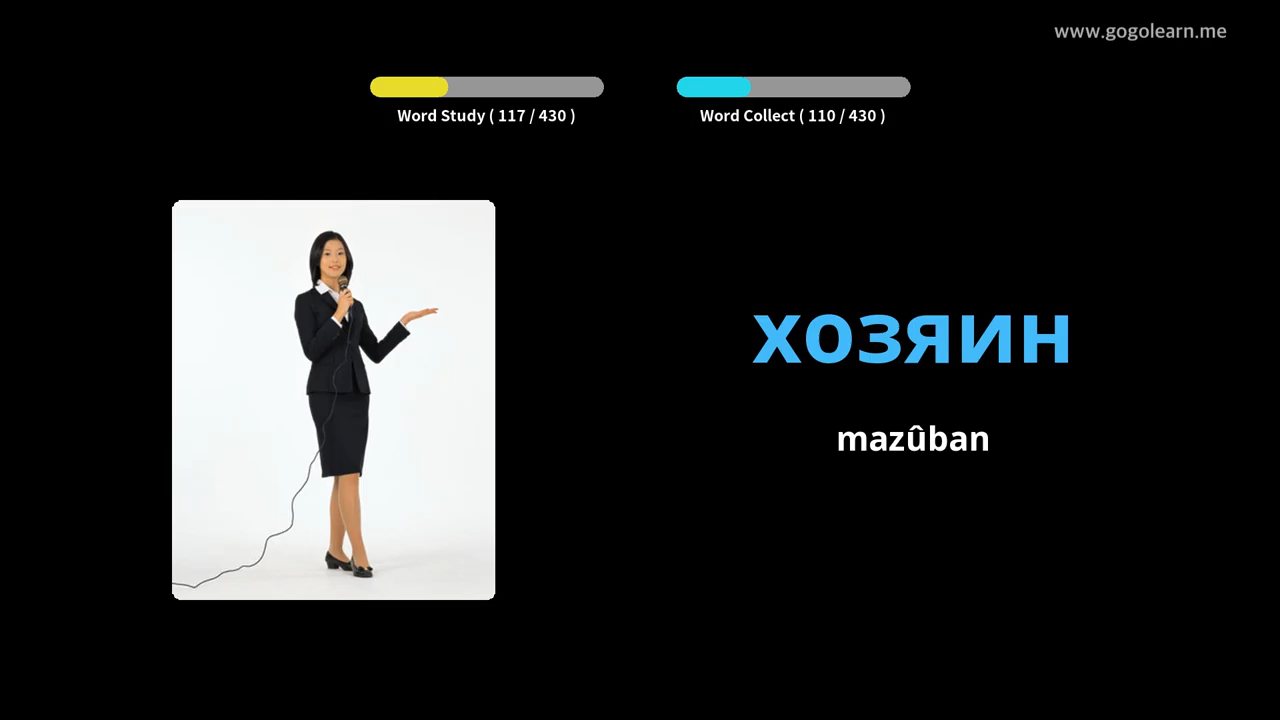 www.gogolearn.me
Word Study ( 117 / 430 )
Word Collect ( 110 / 430 )
хозяин
mazûban